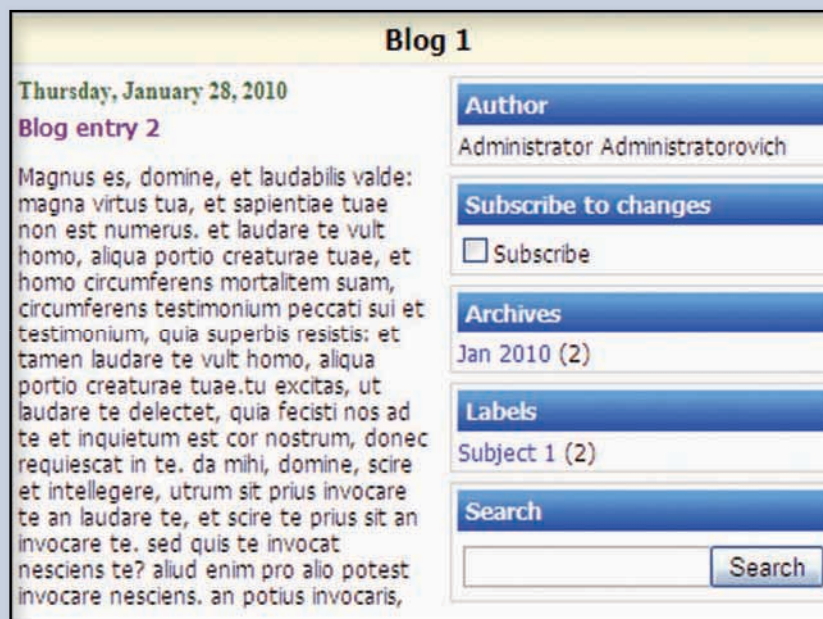 Blog 1
Thursday, January 28, 2010
Blog entry 2
Magnus es, domine, et laudabilis valde:
magna virtus tua, et sapientiae tuae
non est numerus. et laudare te vult
homo, aliqua portio creaturae tuae, et
homo circumferens mortalitem suam,
circumferens testimonium peccati sui et
testimonium, quia superbis resistis: et
tamen laudare te vult homo, aliqua
portio creaturae tuae.tu excitas, ut
laudare te delectet, quia fecisti nos ad
te et inquietum est cor nostrum, donec
requiescat in te. da mihi, domine, scire
et intellegere, utrum sit prius invocare
te an laudare te, et scire te prius sit an
invocare te. sed quis te invocat
nesciens te? aliud enim pro alio potest
invocare nesciens. an potius invocaris,
Author
Administrator Administratorovich
Subscribe to changes
Subscribe
Archives
Jan 2010 (2)
Labels
Subject 1 (2)
Search
Search